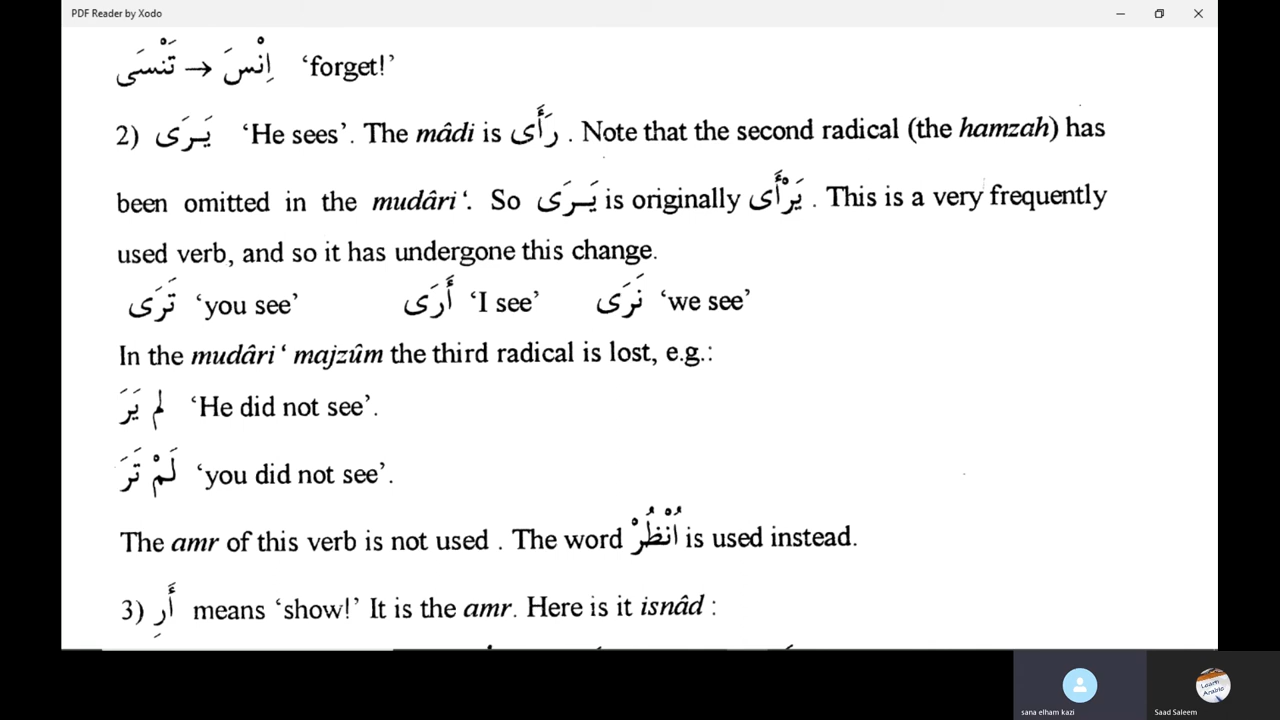 PDF Reader by Xodo
تَنْسَى → اِنْسَ ‘forget!’
2) يَـرَى ‘He sees’. The mâdi is رَأَى . Note that the second radical (the hamzah) has
been omitted in the mudâri‘. So يَـرَى is originally يَرْأَى . This is a very frequently
used verb, and so it has undergone this change.
تَرَى ‘you see’ أَرَى ‘I see’ نَرَى ‘we see’
In the mudâri‘ majzûm the third radical is lost, e.g.:
لم يَرَ ‘He did not see’.
لَمْ تَرَ ‘you did not see’.
The amr of this verb is not used . The word اُنْظُرْ is used instead.
3) أَرِ means ‘show!’ It is the amr. Here is it isnâd :
Learn Arabic
sana elham kazi
Saad Saleem